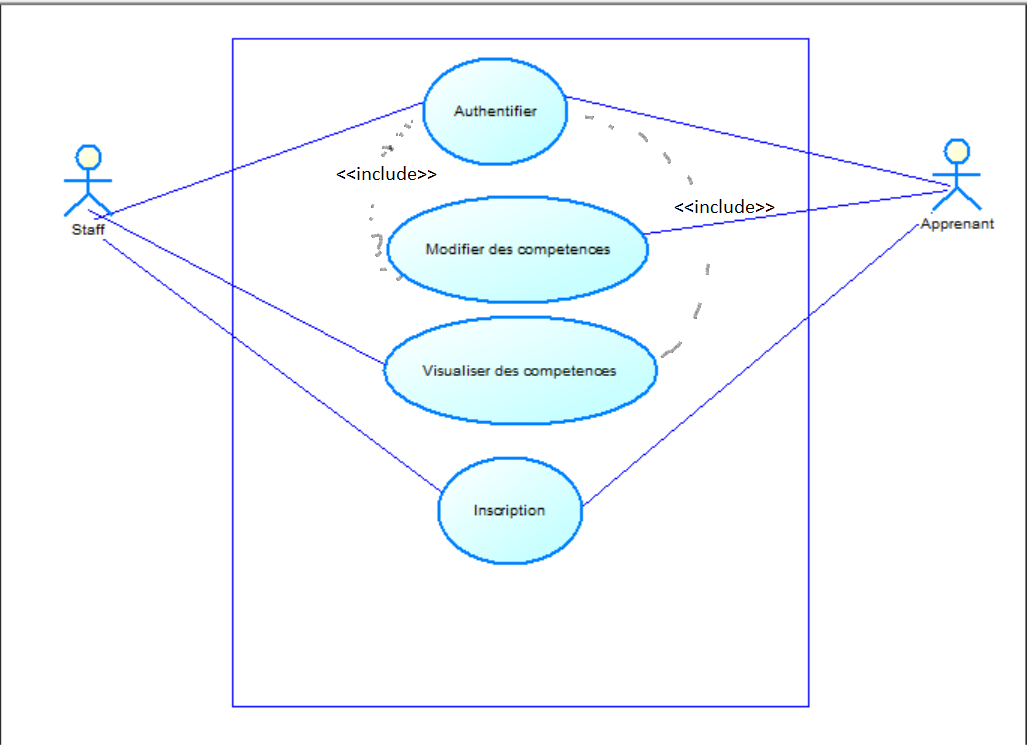 Authentifier
<<include>>
Staff
<<include>>
Apprenant
Modifier des competences
Visualiser des competences
Inscription